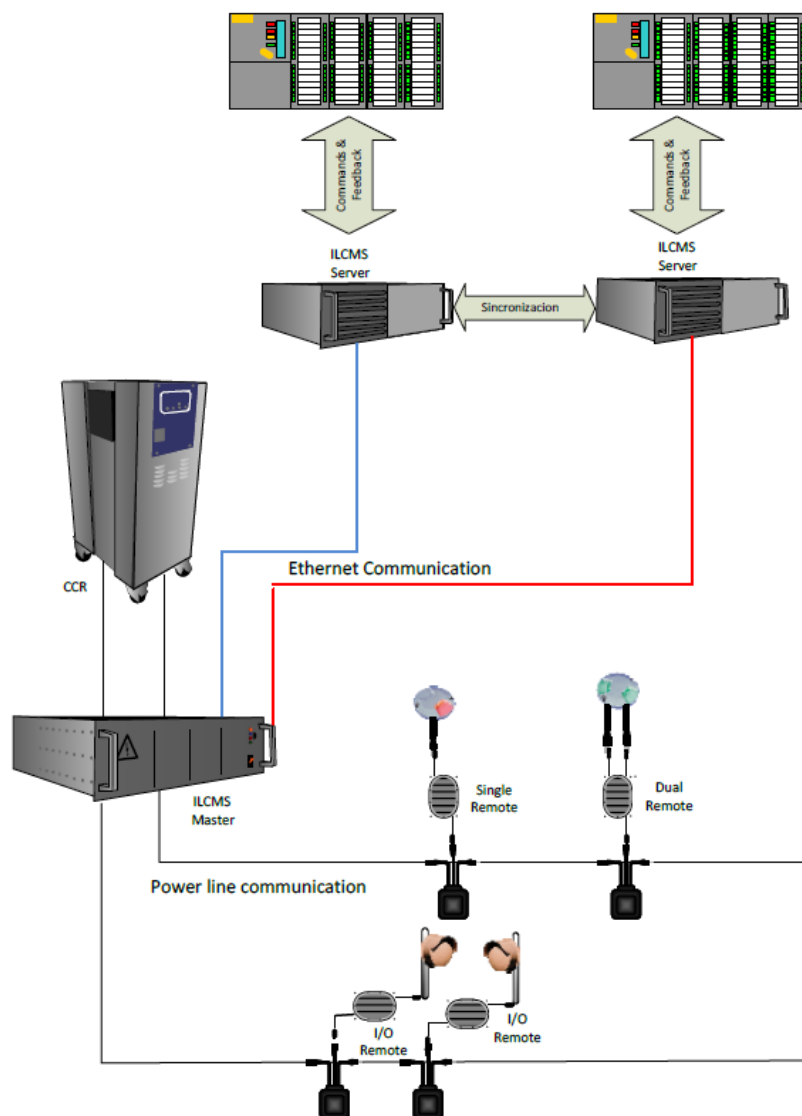 Commands &
Feedback
Commands &
Feedback
ILCMS
Server
ILCMS
Server
Sincronizacion
Ethernet Communication
CCR
ILCMS
Master
Single
Remote
Dual
Remote
Power line communication
I/O
Remote
I/O
Remote